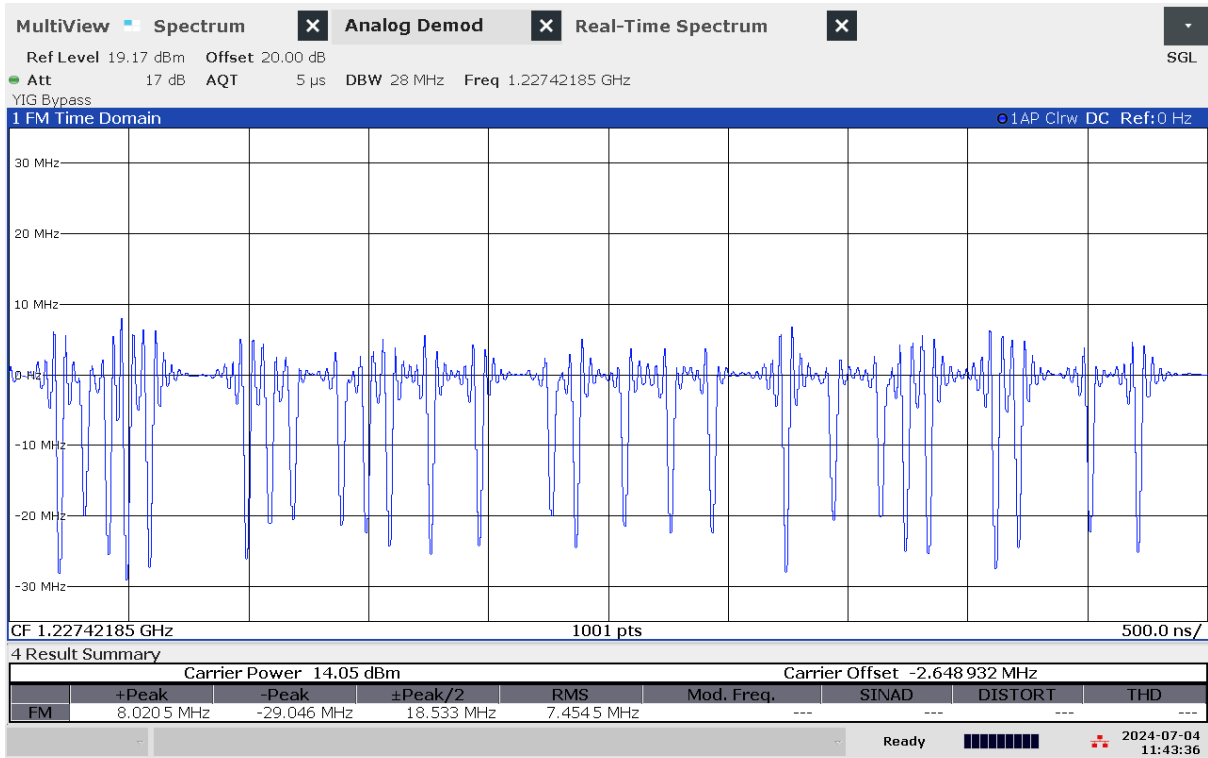 MultiView Spectrum X Analog Demod X Real-Time Spectrum X
Ref Level 19.17 dBm Offset 20.00 dB SGL
Att 17 dB AQT 5 µs DBW 28 MHz Freq 1.22742185 GHz
YIG Bypass
1 FM Time Domain 1AP Clrw DC Ref:0 Hz
30 MHz
20 MHz
10 MHz
0 Hz
-10 MHz
-20 MHz
-30 MHz
CF 1.22742185 GHz 1001 pts 500.0 ns/
4 Result Summary
Carrier Power 14.05 dBm Carrier Offset -2.648 932 MHz
+Peak -Peak ±Peak/2 RMS Mod. Freq. SINAD DISTORT THD
FM 8.020 5 MHz -29.046 MHz 18.533 MHz 7.454 5 MHz --- --- --- ---
Ready 2024-07-04
11:43:36